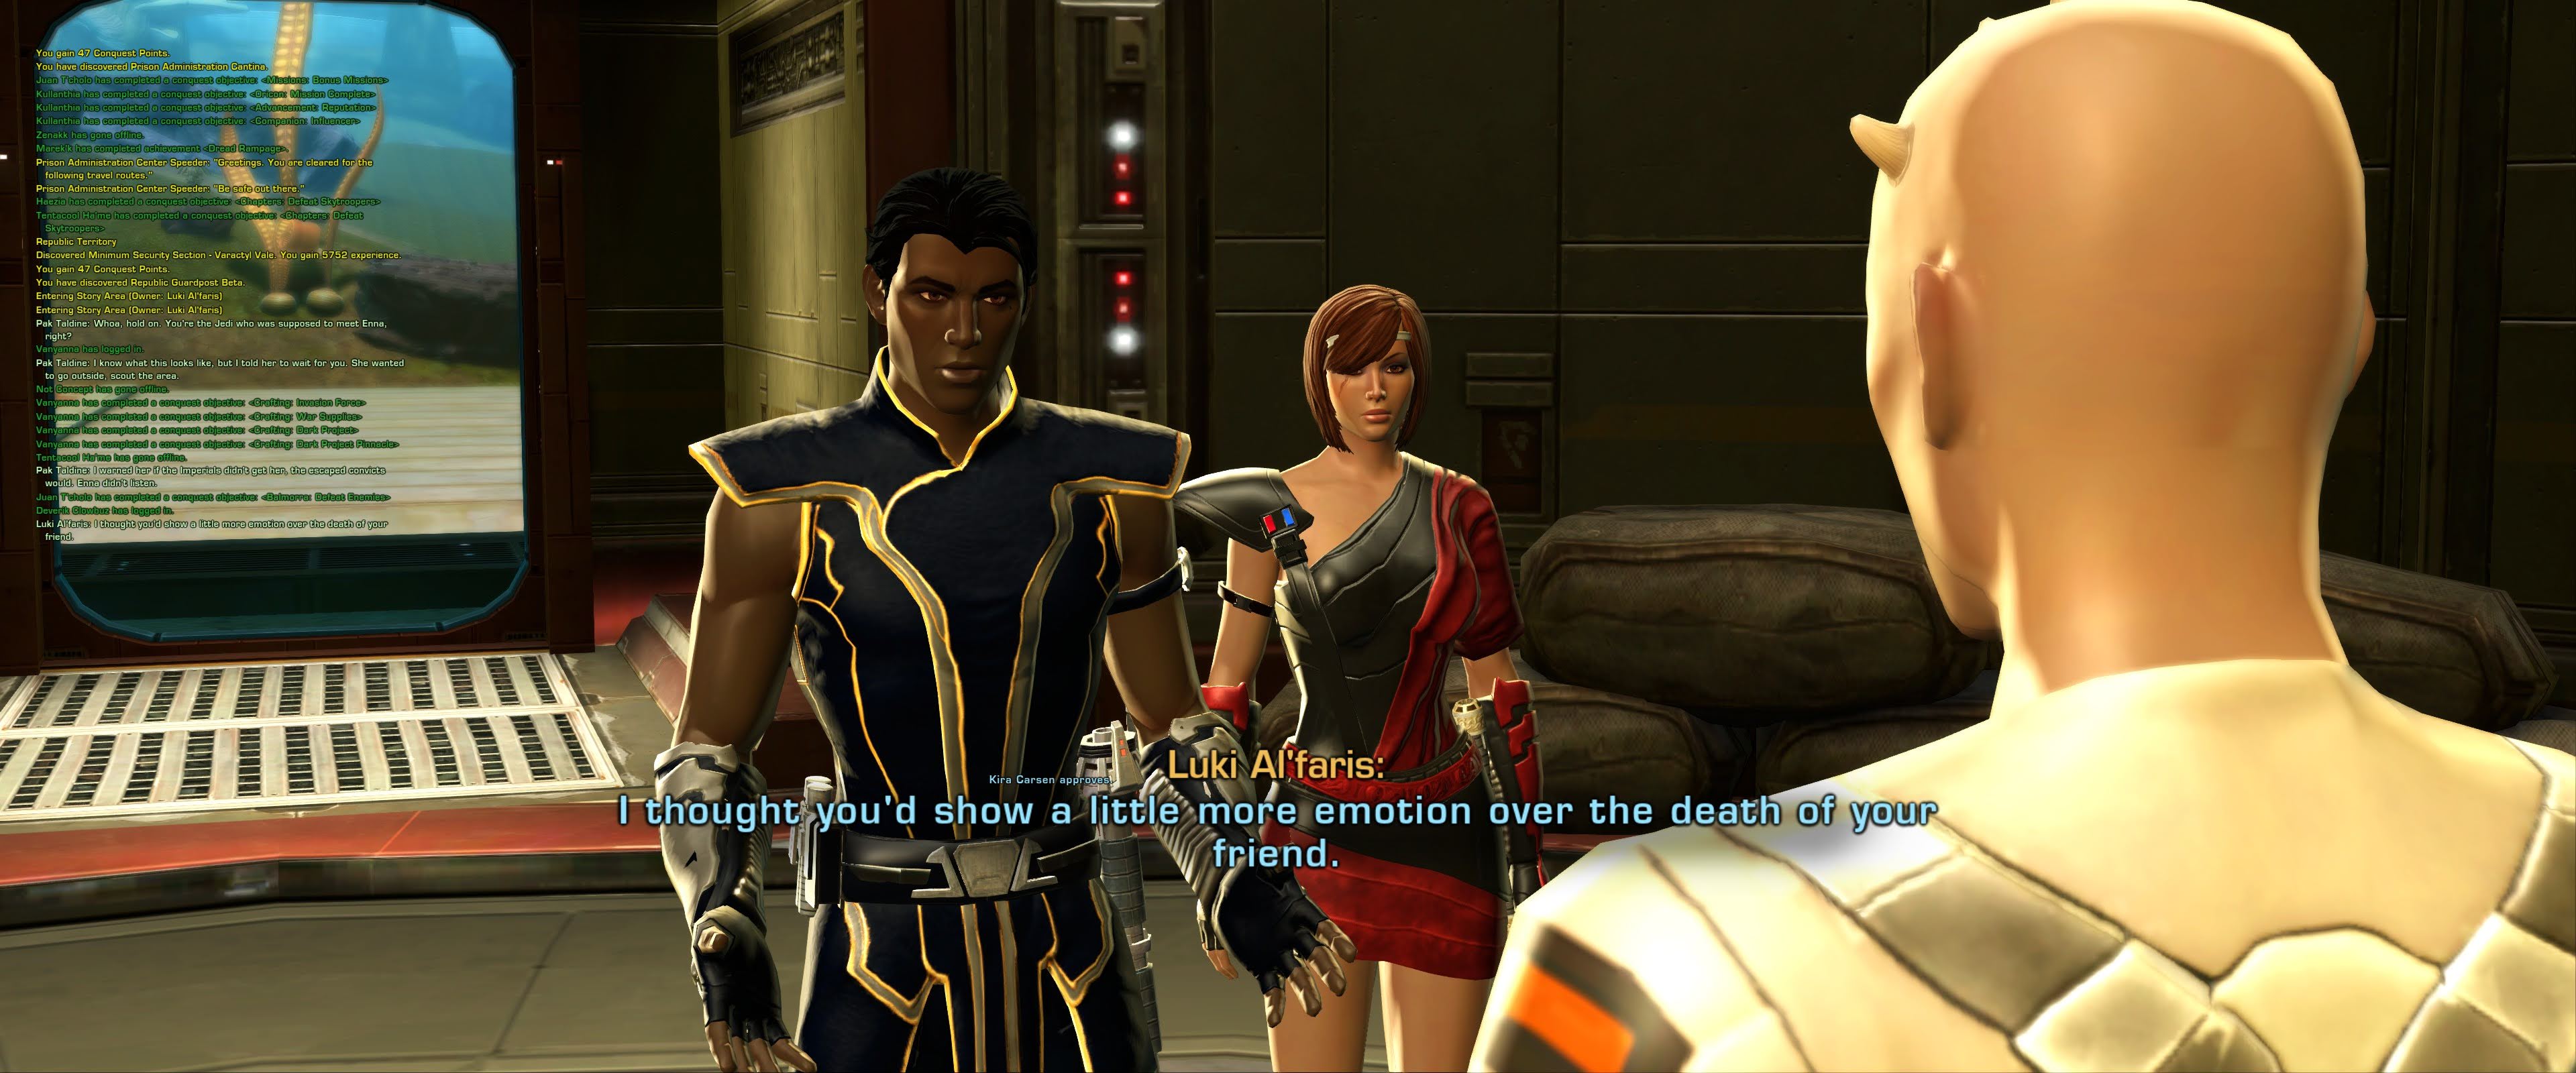 You gain 47 Conquest Points.
You have discovered Prison Administration Cantina.
Juan T'cholo has completed a conquest objective: <Missions: Bonus Missions>
Kullanthia has completed a conquest objective: <Oricon: Mission Complete>
Kullanthia has completed a conquest objective: <Advancement: Reputation>
Kullanthia has completed a conquest objective: <Companion: Influencer>
Zenakk has gone offline.
Marek'k has completed achievement <Dread Rampage>.
Prison Administration Center Speeder: "Greetings. You are cleared for the
following travel routes."
Prison Administration Center Speeder: "Be safe out there."
Haezia has completed a conquest objective: <Chapters: Defeat Skytroopers>
Tentacool Ha'me has completed a conquest objective: <Chapters: Defeat
Skytroopers>
Republic Territory
Discovered Minimum Security Section - Varactyl Vale. You gain 5752 experience.
You gain 47 Conquest Points.
You have discovered Republic Guardpost Beta.
Entering Story Area (Owner: Luki Al'faris)
Entering Story Area (Owner: Luki Al'faris)
Pak Taldine: Whoa, hold on. You're the Jedi who was supposed to meet Enna,
right?
Vanyanna has logged in.
Pak Taldine: I know what this looks like, but I told her to wait for you. She wanted
to go outside, scout the area.
Not Concept has gone offline.
Vanyanna has completed a conquest objective: <Crafting: Invasion Force>
Vanyanna has completed a conquest objective: <Crafting: War Supplies>
Vanyanna has completed a conquest objective: <Crafting: Dark Project>
Vanyanna has completed a conquest objective: <Crafting: Dark Project Pinnacle>
Tentacool Ha'me has gone offline.
Pak Taldine: I warned her if the Imperials didn't get her, the escaped convicts
would. Enna didn't listen.
Juan T'cholo has completed a conquest objective: <Balmorra: Defeat Enemies>
Deverik Clowbuz has logged in.
Luki Al'faris: I thought you'd show a little more emotion over the death of your
friend.
Kira Carsen approves.
Luki Al'faris:
I thought you'd show a little more emotion over the death of your
friend.